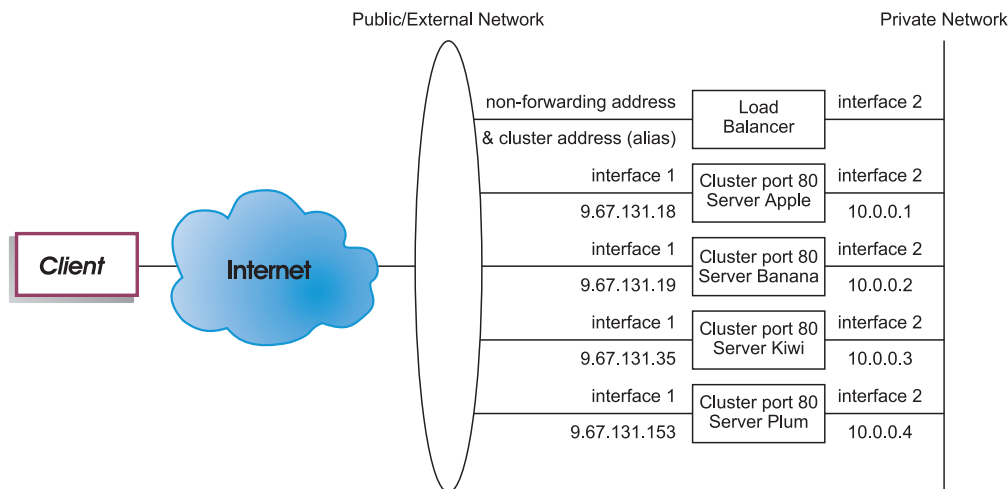 Public/External Network
Private Network
non-forwarding address
& cluster address (alias)
Load
Balancer
interface 2
interface 1
9.67.131.18
Cluster port 80
Server Apple
interface 2
10.0.0.1
interface 1
9.67.131.19
Cluster port 80
Server Banana
interface 2
10.0.0.2
Client
Internet
interface 1
9.67.131.35
Cluster port 80
Server Kiwi
interface 2
10.0.0.3
interface 1
9.67.131.153
Cluster port 80
Server Plum
interface 2
10.0.0.4